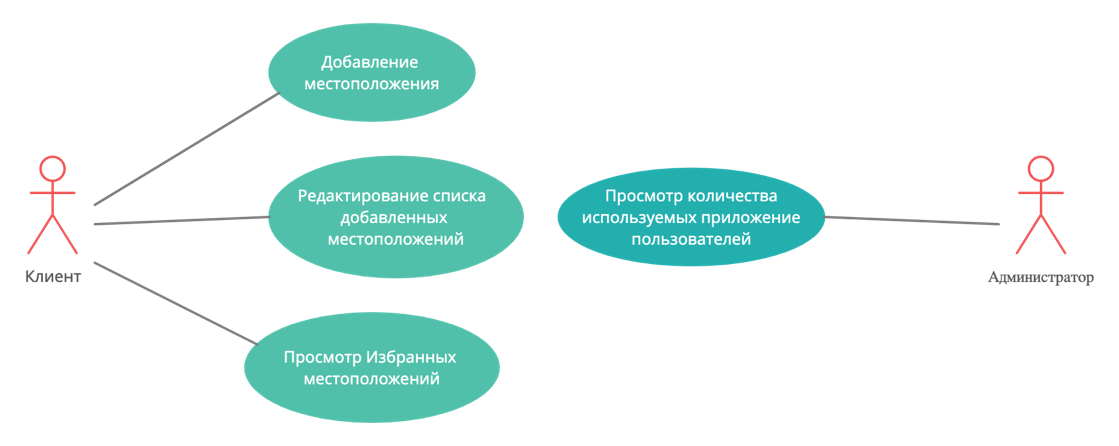 Добавление
местоположения
Редактирование списка
добавленных
местоположений
Просмотр количества
используемых приложение
пользователей
Клиент
Администратор
Просмотр Избранных
местоположений